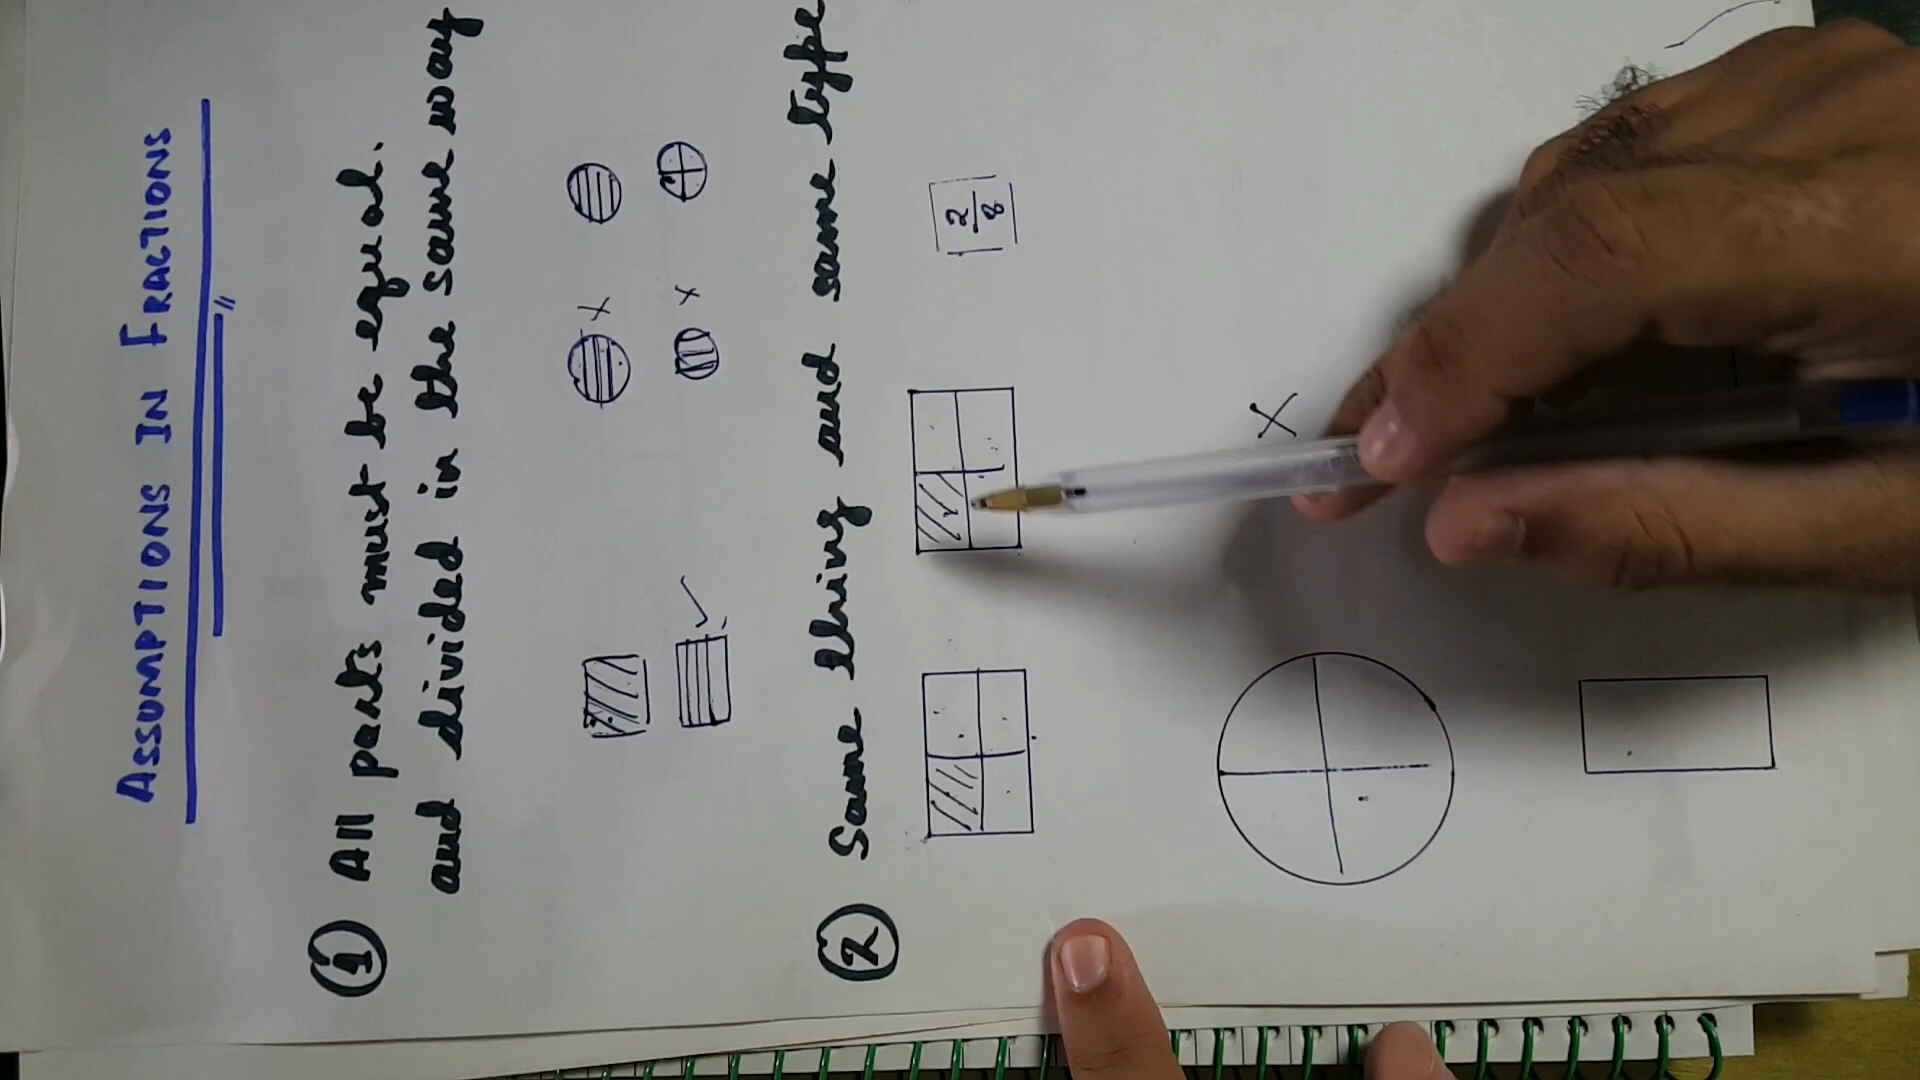 ASSUMPTIONS IN FRACTIONS
① All parts must be equal.
and divided in the same way
② Same thing and same type
2/8